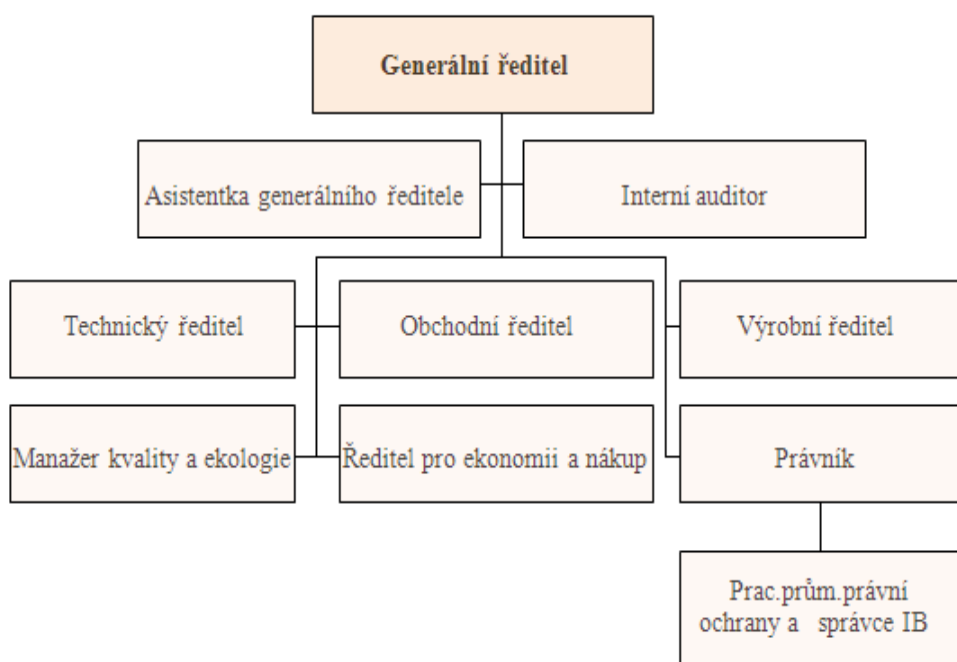 Generální ředitel
Asistentka generálního ředitele
Interní auditor
Technický ředitel
Obchodní ředitel
Výrobní ředitel
Manažer kvality a ekologie
Ředitel pro ekonomii a nákup
Právník
Prac.prům.právní
ochrany a správce IB